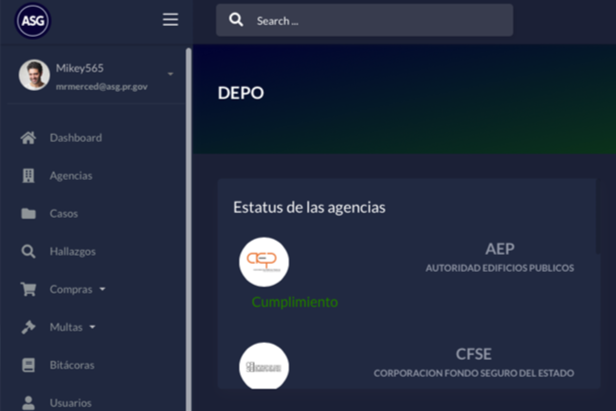 ASG
Search ...
Mikey565
mrmerced@asg.pr.gov
DEPO
Dashboard
Agencias
Casos
Hallazgos
Compras
Multas
Bitácoras
Usuarios
Estatus de las agencias
AEP
AUTORIDAD EDIFICIOS PUBLICOS
Cumplimiento
CFSE
CORPORACION FONDO SEGURO DEL ESTADO